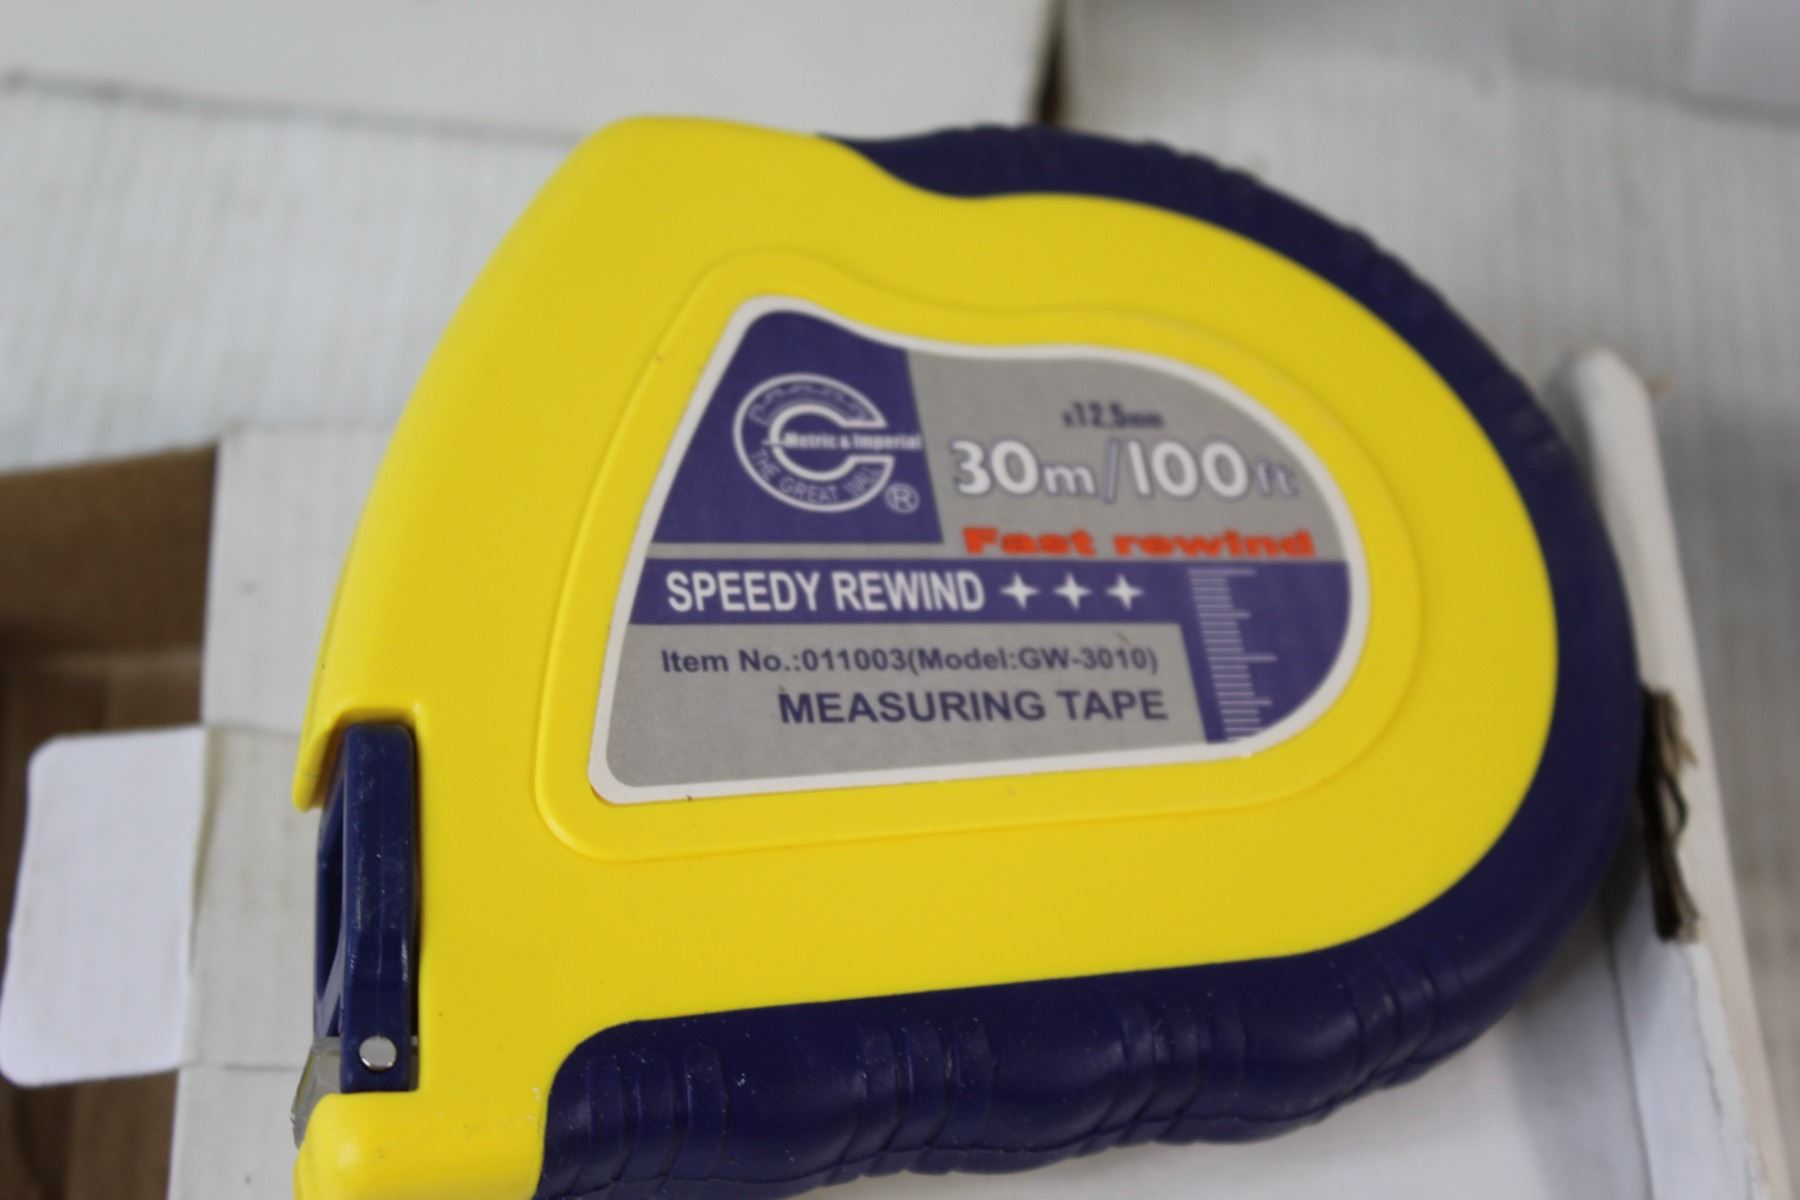 Metric & Imperial
THE GREAT WALL
®
x12.5mm
30m/100ft
Fast rewind
SPEEDY REWIND
Item No.:011003(Model:GW-3010)
MEASURING TAPE